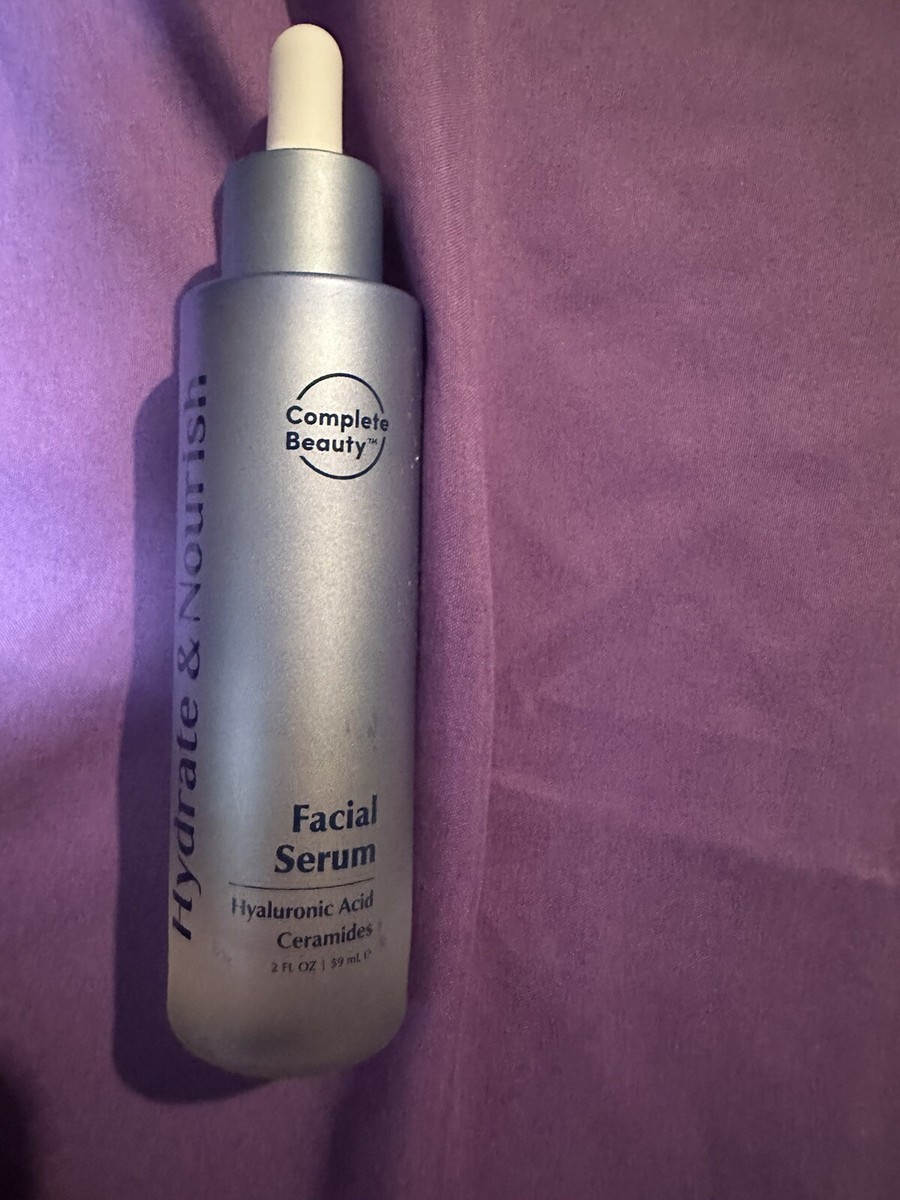 Complete
Beauty™
Hydrate & Nourish
Facial
Serum
Hyaluronic Acid
Ceramides
2 FL OZ | 59 mL ℮